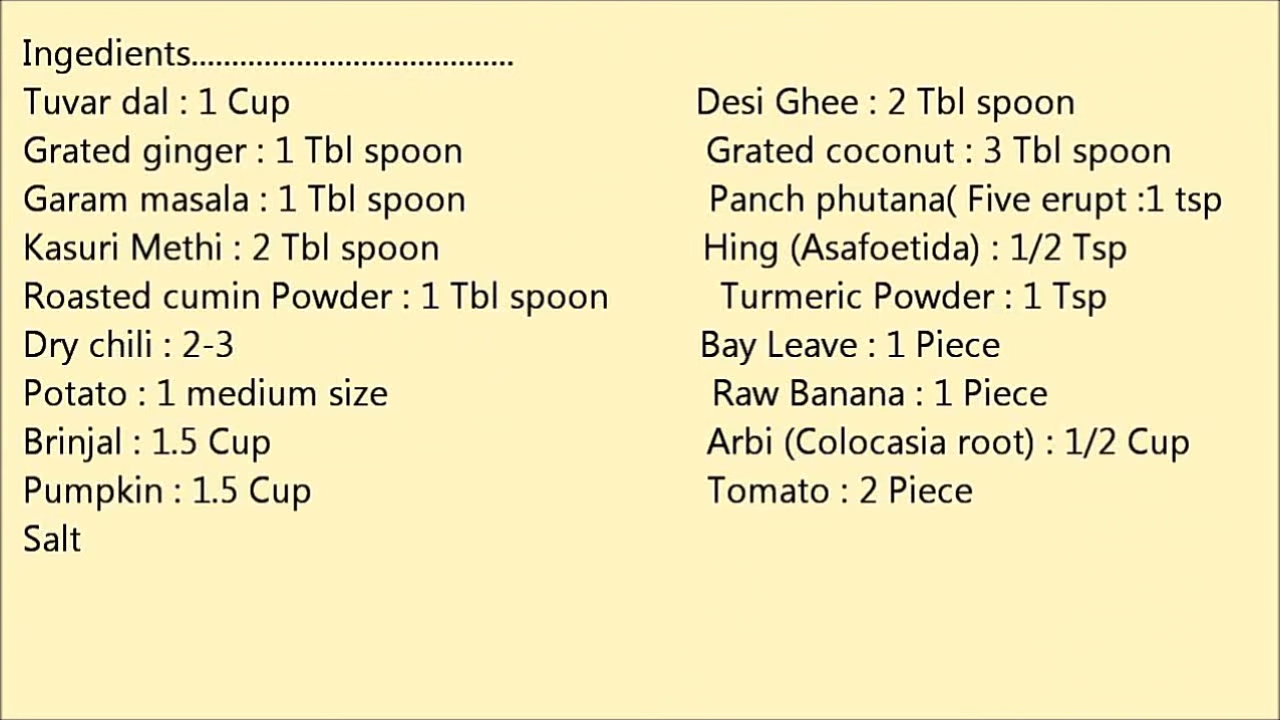 Ingedients.......................................
Tuvar dal : 1 Cup Desi Ghee : 2 Tbl spoon
Grated ginger : 1 Tbl spoon Grated coconut : 3 Tbl spoon
Garam masala : 1 Tbl spoon Panch phutana( Five erupt :1 tsp
Kasuri Methi : 2 Tbl spoon Hing (Asafoetida) : 1/2 Tsp
Roasted cumin Powder : 1 Tbl spoon Turmeric Powder : 1 Tsp
Dry chili : 2-3 Bay Leave : 1 Piece
Potato : 1 medium size Raw Banana : 1 Piece
Brinjal : 1.5 Cup Arbi (Colocasia root) : 1/2 Cup
Pumpkin : 1.5 Cup Tomato : 2 Piece
Salt